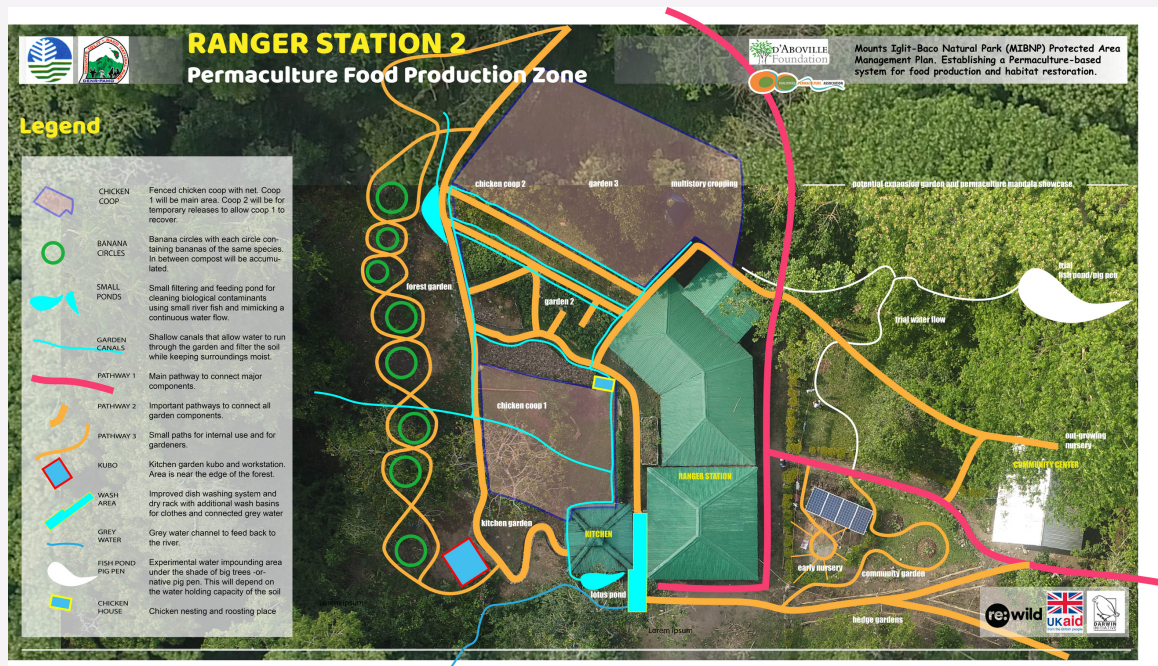 RANGER STATION 2
Permaculture Food Production Zone
D'ABOVILLE
Foundation
Mounts Iglit-Baco Natural Park (MIBNP) Protected Area
Management Plan. Establishing a Permaculture-based
system for food production and habitat restoration.
Legend
CHICKEN
COOP
Fenced chicken coop with net. Coop
1 will be main area. Coop 2 will be for
temporary releases to allow coop 1 to
recover.
BANANA
CIRCLES
Banana circles with each circle con-
taining bananas of the same species.
In between compost will be accumu-
lated.
SMALL
PONDS
Small filtering and feeding pond for
cleaning biological contaminants
using small river fish and mimicking a
continuous water flow.
GARDEN
CANALS
Shallow canals that allow water to run
through the garden and filter the soil
while keeping surroundings moist.
PATHWAY 1
Main pathway to connect major
components.
PATHWAY 2
Important pathways to connect all
garden components.
PATHWAY 3
Small paths for internal use and for
gardeners.
KUBO
Kitchen garden kubo and workstation.
Area is near the edge of the forest.
WASH
AREA
Improved dish washing system and
dry rack with additional wash basins
for clothes and connected grey water
GREY
WATER
Grey water channel to feed back to
the river.
FISH POND
PIG PEN
Experimental water impounding area
under the shade of big trees -or-
native pig pen. This will depend on
the water holding capacity of the soil
CHICKEN
HOUSE
Chicken nesting and roosting place
chicken coop 2
garden 3
multistory cropping
potential expansion garden and permaculture mandala showcase.
forest garden
garden 2
trial
fish pond/pig pen
trial water flow
chicken coop 1
out-growing
nursery
COMMUNITY CENTER
RANGER STATION
kitchen garden
KITCHEN
early nursery
community garden
lotus pond
hedge gardens
Lorem ipsum
Lorem ipsum
re:wild
UKaid
from the British people
DARWIN
INITIATIVE